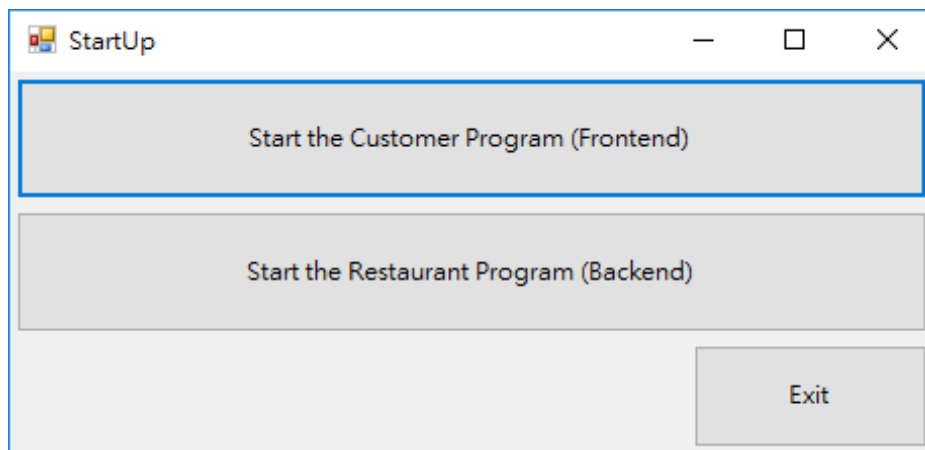 StartUp
Start the Customer Program (Frontend)
Start the Restaurant Program (Backend)
Exit